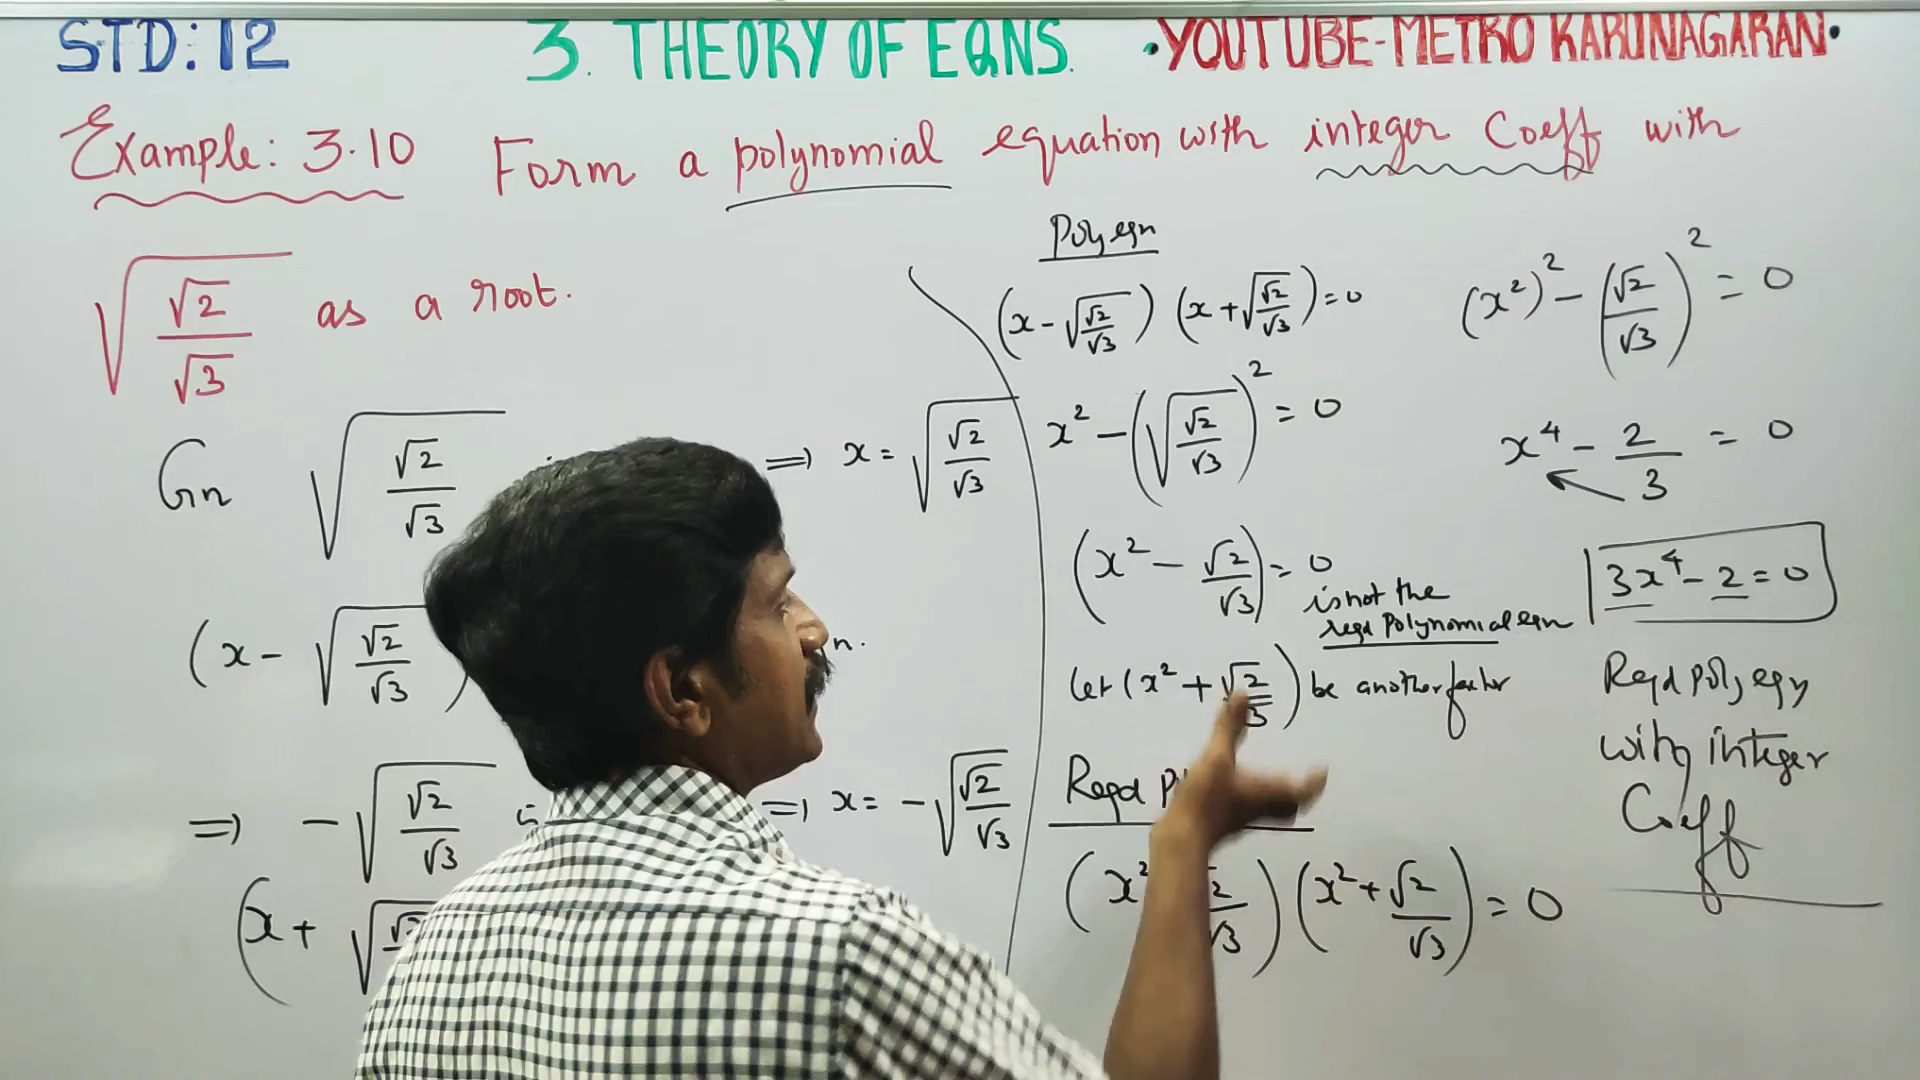 STD: 12 3. THEORY OF EQNS. •YOUTUBE-METRO KARUNAGARAN•
Example: 3.10 Form a polynomial equation with integer Coeff with
√(√2/√3) as a root.
Gn √(√2/√3) ⇒ x = √(√2/√3)
(x - √(√2/√3)) n.
⇒ -√(√2/√3) ⇒ x = -√(√2/√3)
(x + √(√2
Poly eqn
(x - √(√2/√3)) (x + √(√2/√3)) = 0
x² - (√(√2/√3))² = 0
(x² - √2/√3) = 0
is not the
reqd Polynomial eqn
Let (x² + √2/3) be another factor
Reqd P
(x² 2/√3) (x² + √2/√3) = 0
(x²)² - (√2/√3)² = 0
x⁴ - 2/3 = 0
3x⁴ - 2 = 0
Reqd poly eqn
with integer
Coeff